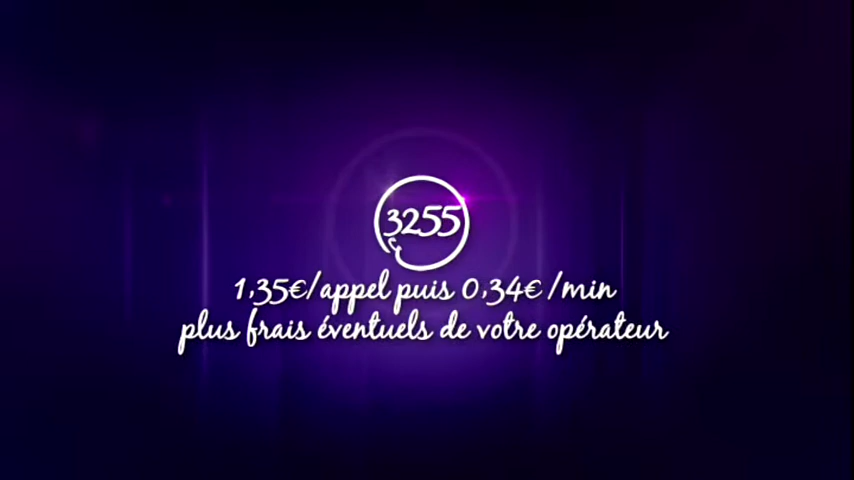 3255
1,35€/appel puis 0,34€/min
plus frais éventuels de votre opérateur